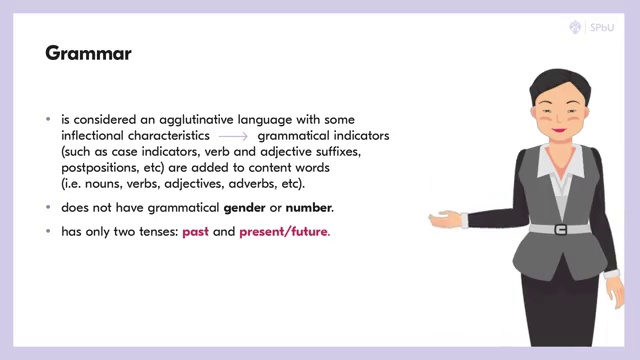 SPbU
Grammar
• is considered an agglutinative language with some
inflectional characteristics ⟶ grammatical indicators
(such as case indicators, verb and adjective suffixes,
postpositions, etc) are added to content words
(i.e. nouns, verbs, adjectives, adverbs, etc).
• does not have grammatical gender or number.
• has only two tenses: past and present/future.